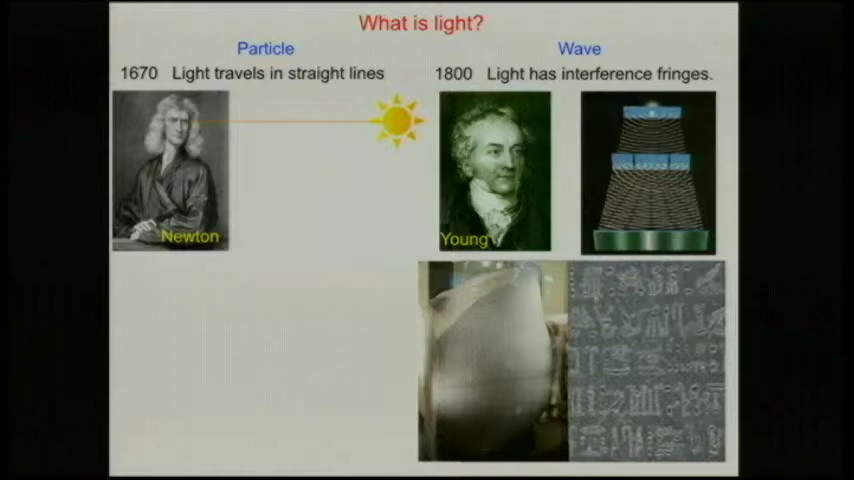 What is light?
Particle
1670 Light travels in straight lines
Newton
Wave
1800 Light has interference fringes.
Young